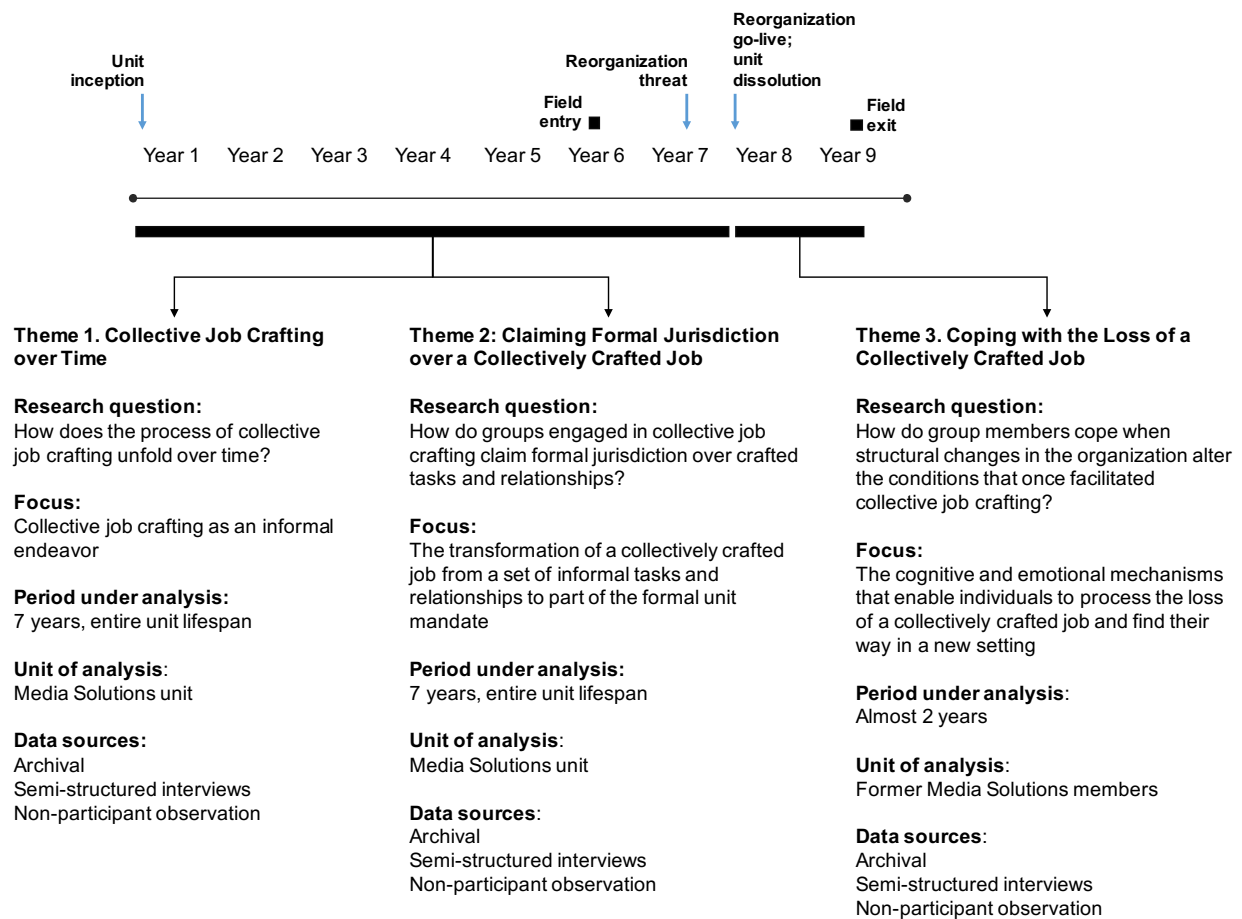 Unit
inception
Field
entry
Reorganization
threat
Reorganization
go-live;
unit
dissolution
Field
exit
Year 1 Year 2 Year 3 Year 4 Year 5 Year 6 Year 7 Year 8 Year 9
Theme 1. Collective Job Crafting
over Time
Research question:
How does the process of collective
job crafting unfold over time?
Focus:
Collective job crafting as an informal
endeavor
Period under analysis:
7 years, entire unit lifespan
Unit of analysis:
Media Solutions unit
Data sources:
Archival
Semi-structured interviews
Non-participant observation
Theme 2: Claiming Formal Jurisdiction
over a Collectively Crafted Job
Research question:
How do groups engaged in collective job
crafting claim formal jurisdiction over crafted
tasks and relationships?
Focus:
The transformation of a collectively crafted
job from a set of informal tasks and
relationships to part of the formal unit
mandate
Period under analysis:
7 years, entire unit lifespan
Unit of analysis:
Media Solutions unit
Data sources:
Archival
Semi-structured interviews
Non-participant observation
Theme 3. Coping with the Loss of a
Collectively Crafted Job
Research question:
How do group members cope when
structural changes in the organization alter
the conditions that once facilitated
collective job crafting?
Focus:
The cognitive and emotional mechanisms
that enable individuals to process the loss
of a collectively crafted job and find their
way in a new setting
Period under analysis:
Almost 2 years
Unit of analysis:
Former Media Solutions members
Data sources:
Archival
Semi-structured interviews
Non-participant observation